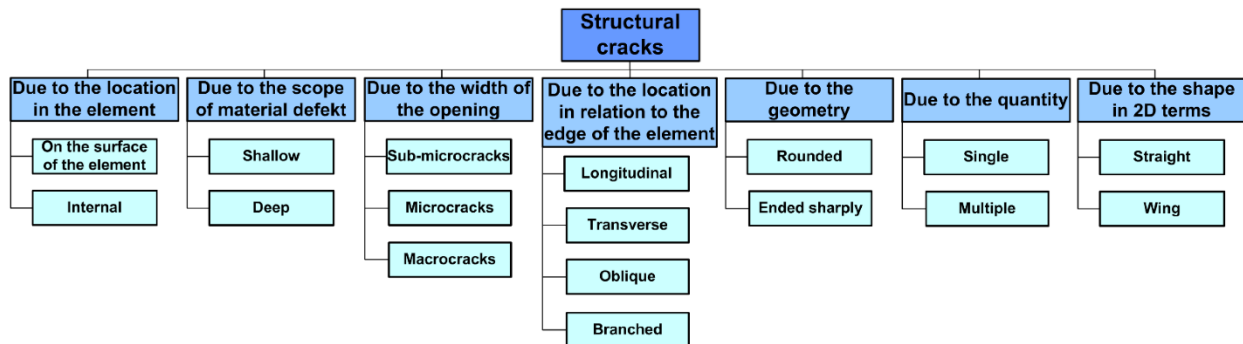 Structural
cracks
Due to the location
in the element
On the surface
of the element
Internal
Due to the scope
of material defekt
Shallow
Deep
Due to the width of
the opening
Sub-microcracks
Microcracks
Macrocracks
Due to the location
in relation to the
edge of the element
Longitudinal
Transverse
Oblique
Branched
Due to the
geometry
Rounded
Ended sharply
Due to the quantity
Single
Multiple
Due to the shape
in 2D terms
Straight
Wing